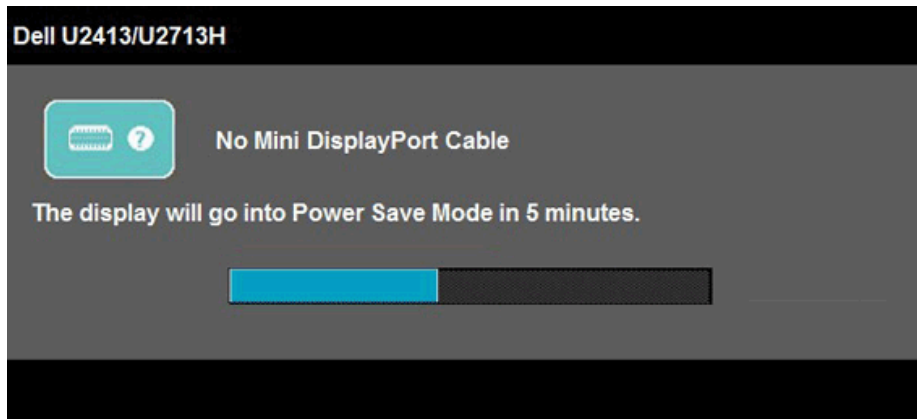 Dell U2413/U2713H
?
No Mini DisplayPort Cable
The display will go into Power Save Mode in 5 minutes.